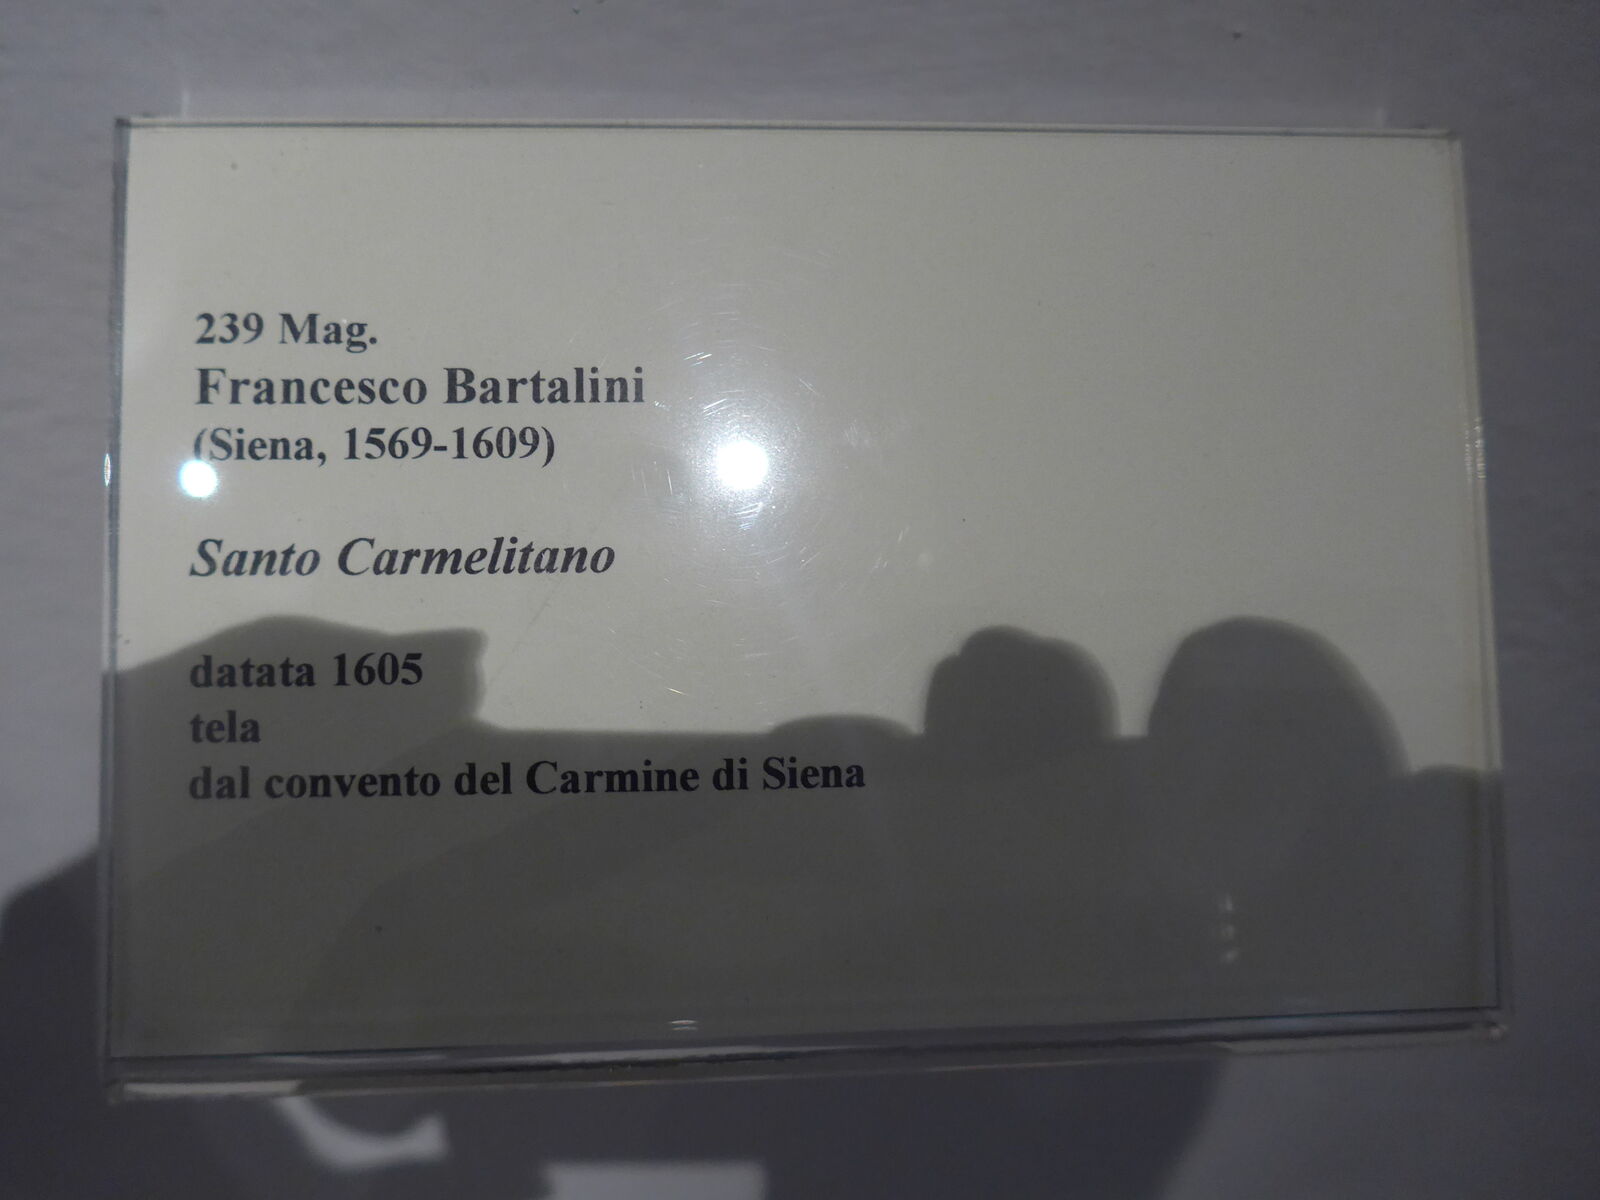 239 Mag.
Francesco Bartalini
(Siena, 1569-1609)
Santo Carmelitano
datata 1605
tela
dal convento del Carmine di Siena